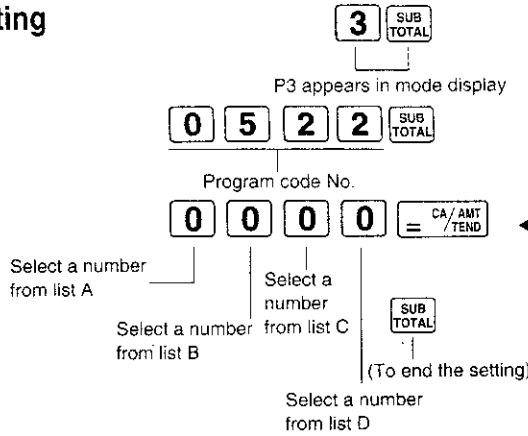 ting
3 SUB TOTAL
P3 appears in mode display
0 5 2 2 SUB TOTAL
Program code No.
0 0 0 0 = CA/AMT TEND
Select a number
from list A
Select a number
from list B
Select a
number
from list C
SUB TOTAL
(To end the setting)
Select a number
from list D